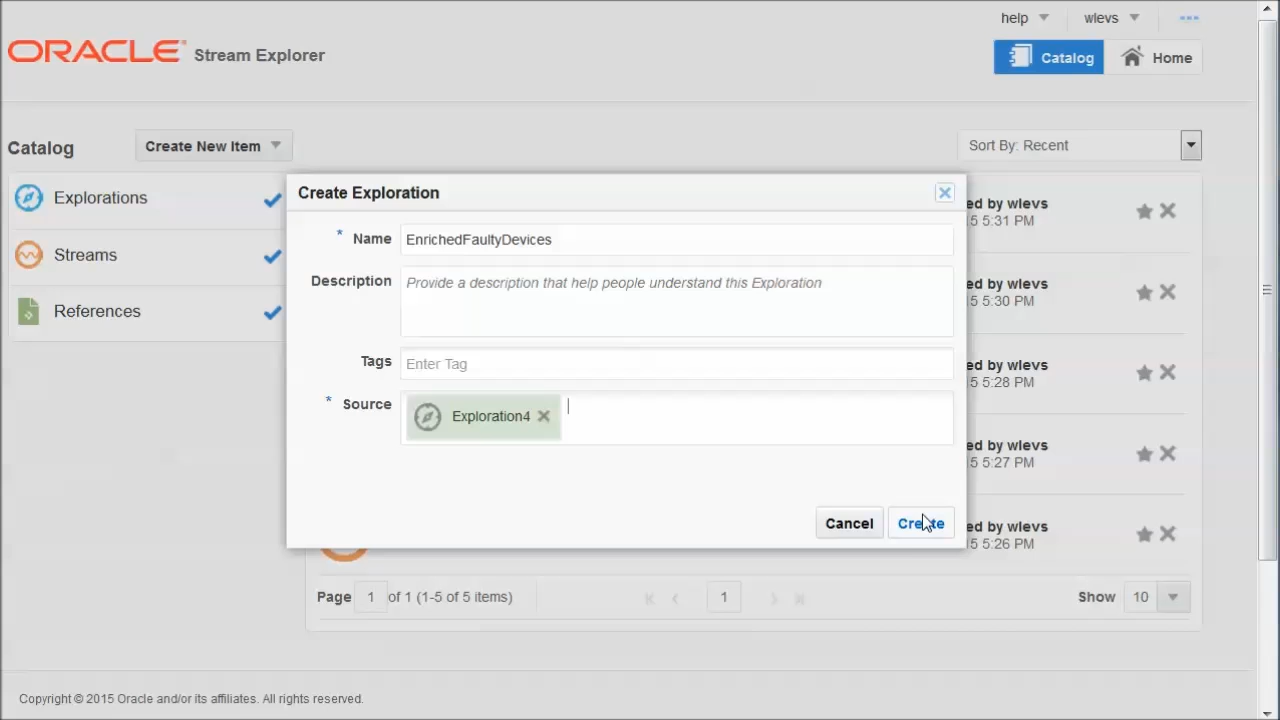 help
wlevs
ORACLE Stream Explorer
Catalog
Home
Catalog
Create New Item
Sort By: Recent
Explorations
Streams
References
Create Exploration
* Name EnrichedFaultyDevices
Description Provide a description that help people understand this Exploration
Tags Enter Tag
* Source Exploration4
Cancel
Create
ed by wlevs
5 5:31 PM
ed by wlevs
5 5:30 PM
ed by wlevs
5 5:28 PM
ed by wlevs
5 5:27 PM
ed by wlevs
5 5:26 PM
Page 1 of 1 (1-5 of 5 items)
1
Show 10
Copyright © 2015 Oracle and/or its affiliates. All rights reserved.